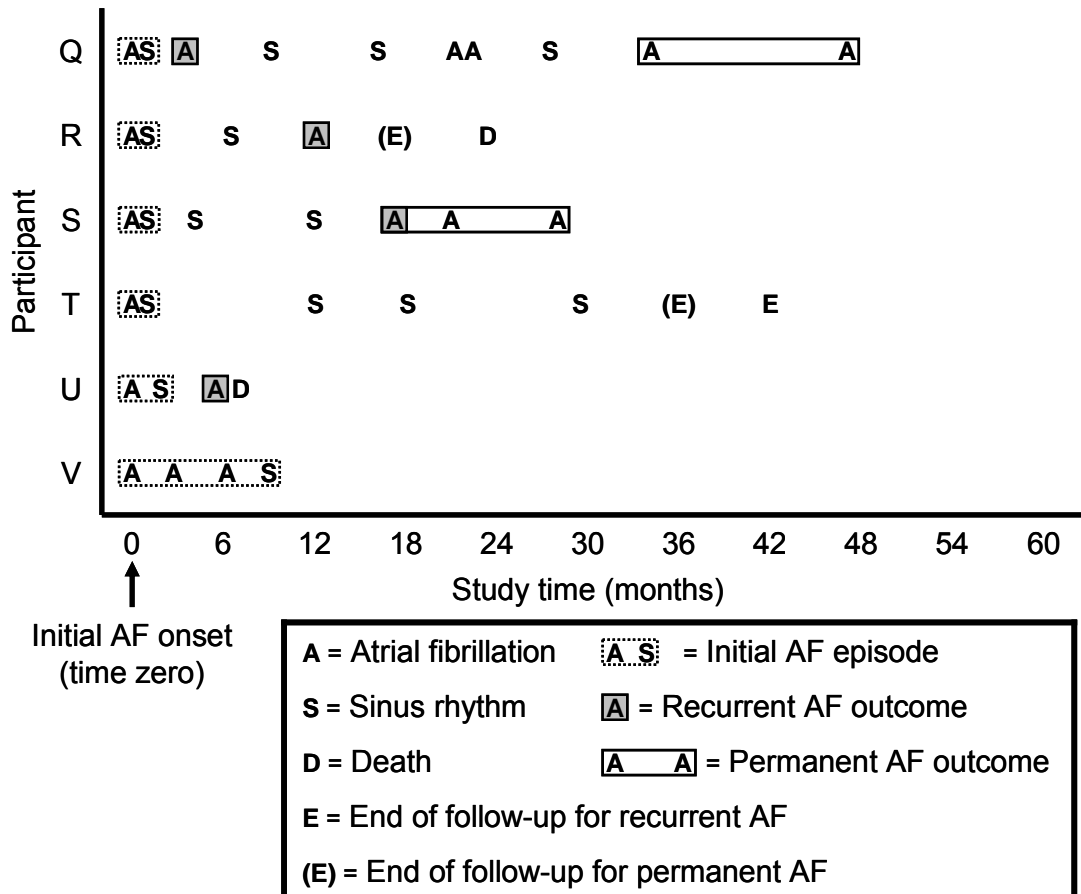 Participant
Q AS A S S AA S A A
R AS S A (E) D
S AS S S A A A
T AS S S S (E) E
U A S A D
V A A A S
0 6 12 18 24 30 36 42 48 54 60
Study time (months)
Initial AF onset
(time zero)
A = Atrial fibrillation A S = Initial AF episode
S = Sinus rhythm A = Recurrent AF outcome
D = Death A A = Permanent AF outcome
E = End of follow-up for recurrent AF
(E) = End of follow-up for permanent AF